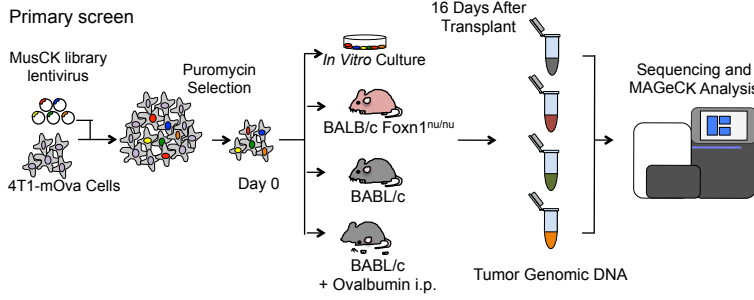 Primary screen
MusCK library
lentivirus
4T1-mOva Cells
Puromycin
Selection
Day 0
In Vitro Culture
BALB/c Foxn1nu/nu
BABL/c
BABL/c
+ Ovalbumin i.p.
16 Days After
Transplant
Tumor Genomic DNA
Sequencing and
MAGeCK Analysis